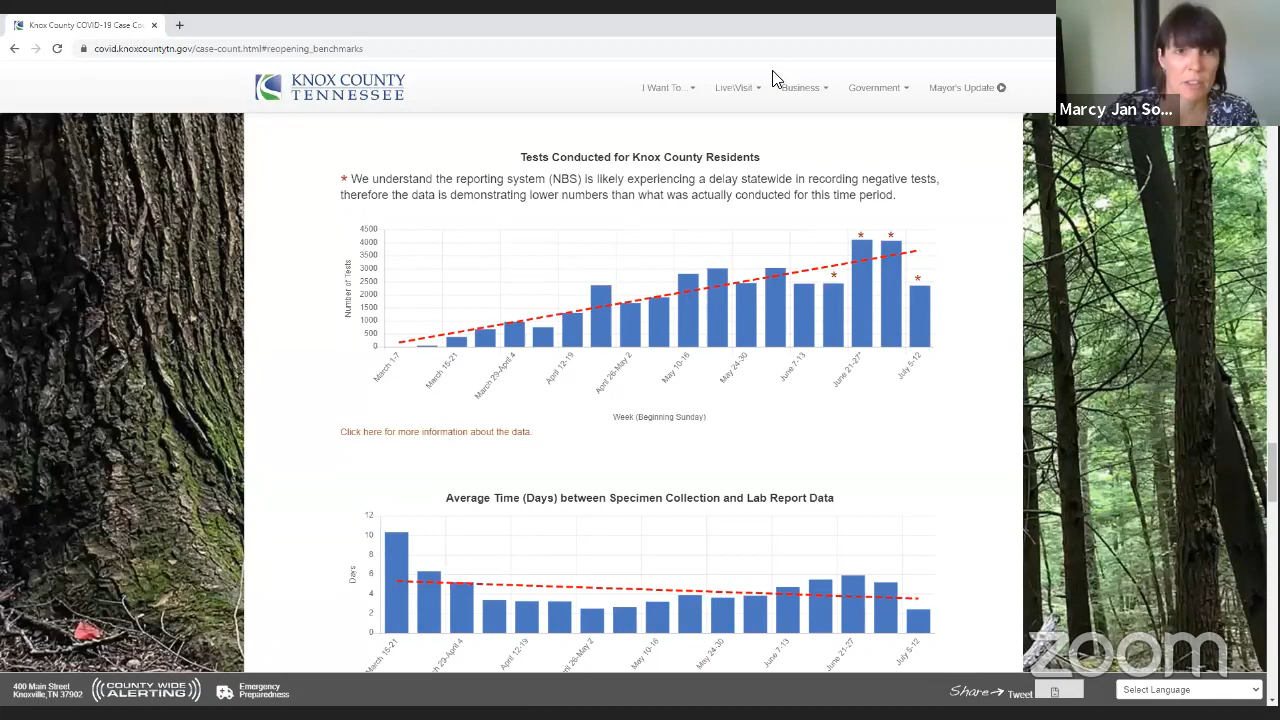 Knox County COVID-19 Case Cou
covid.knoxcountytn.gov/case-count.html#reopening_benchmarks
KNOX COUNTY
TENNESSEE
I Want To...
Live\Visit
Business
Government
Mayor's Update
Marcy Jan So...
Tests Conducted for Knox County Residents
* We understand the reporting system (NBS) is likely experiencing a delay statewide in recording negative tests,
therefore the data is demonstrating lower numbers than what was actually conducted for this time period.
4500
4000
3500
3000
2500
2000
1500
1000
500
0
Number of Tests
* * * *
March 1-7
March 15-21
March 29-April 4
April 12-19
April 26-May 2
May 10-16
May 24-30
June 7-13
June 21-27*
July 5-12
Week (Beginning Sunday)
Click here for more information about the data.
Average Time (Days) between Specimen Collection and Lab Report Data
12
10
8
6
4
2
0
Days
March 15-21
March 29-April 4
April 12-19
April 26-May 2
May 10-16
May 24-30
June 7-13
June 21-27
July 5-12
zoom
400 Main Street
Knoxville,TN 37902
COUNTY WIDE
ALERTING
Emergency
Preparedness
Share
Tweet
Select Language